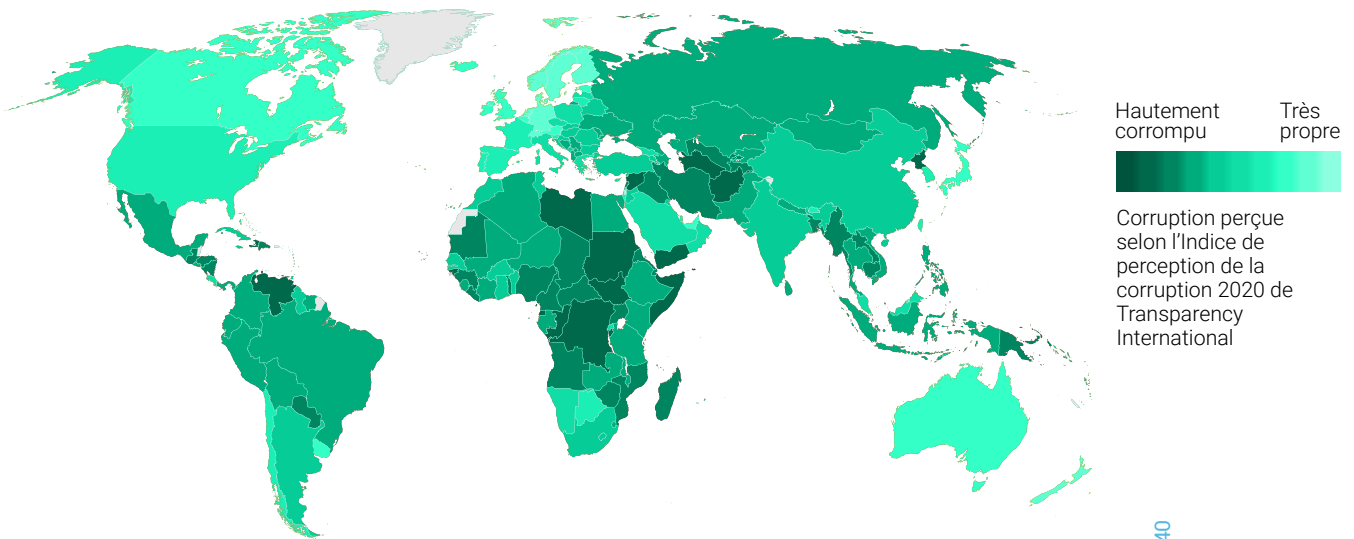 Hautement
corrompu
Très
propre
Corruption perçue
selon l’Indice de
perception de la
corruption 2020 de
Transparency
International
40